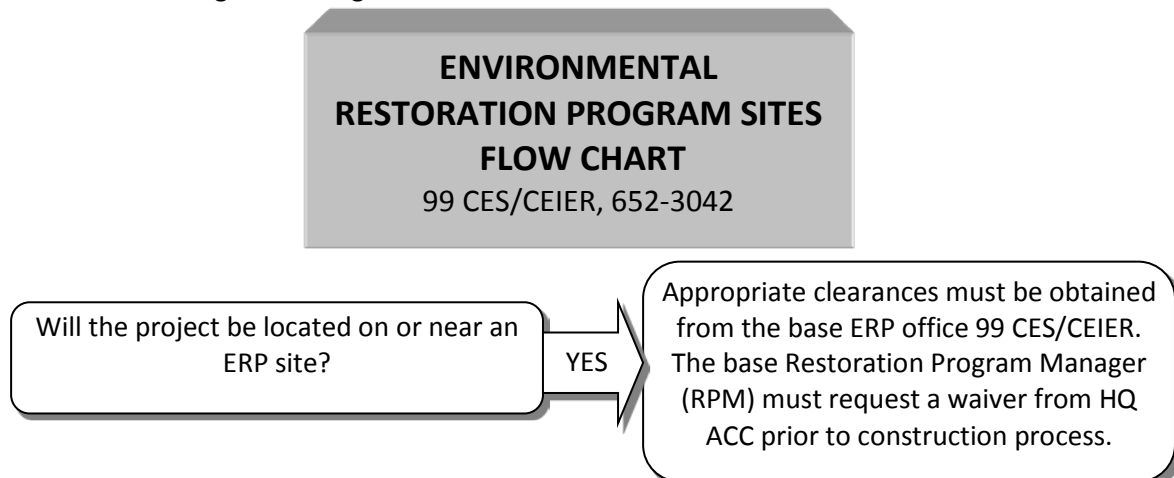 ENVIRONMENTAL
RESTORATION PROGRAM SITES
FLOW CHART
99 CES/CEIER, 652-3042
Will the project be located on or near an
ERP site?
YES
Appropriate clearances must be obtained
from the base ERP office 99 CES/CEIER.
The base Restoration Program Manager
(RPM) must request a waiver from HQ
ACC prior to construction process.